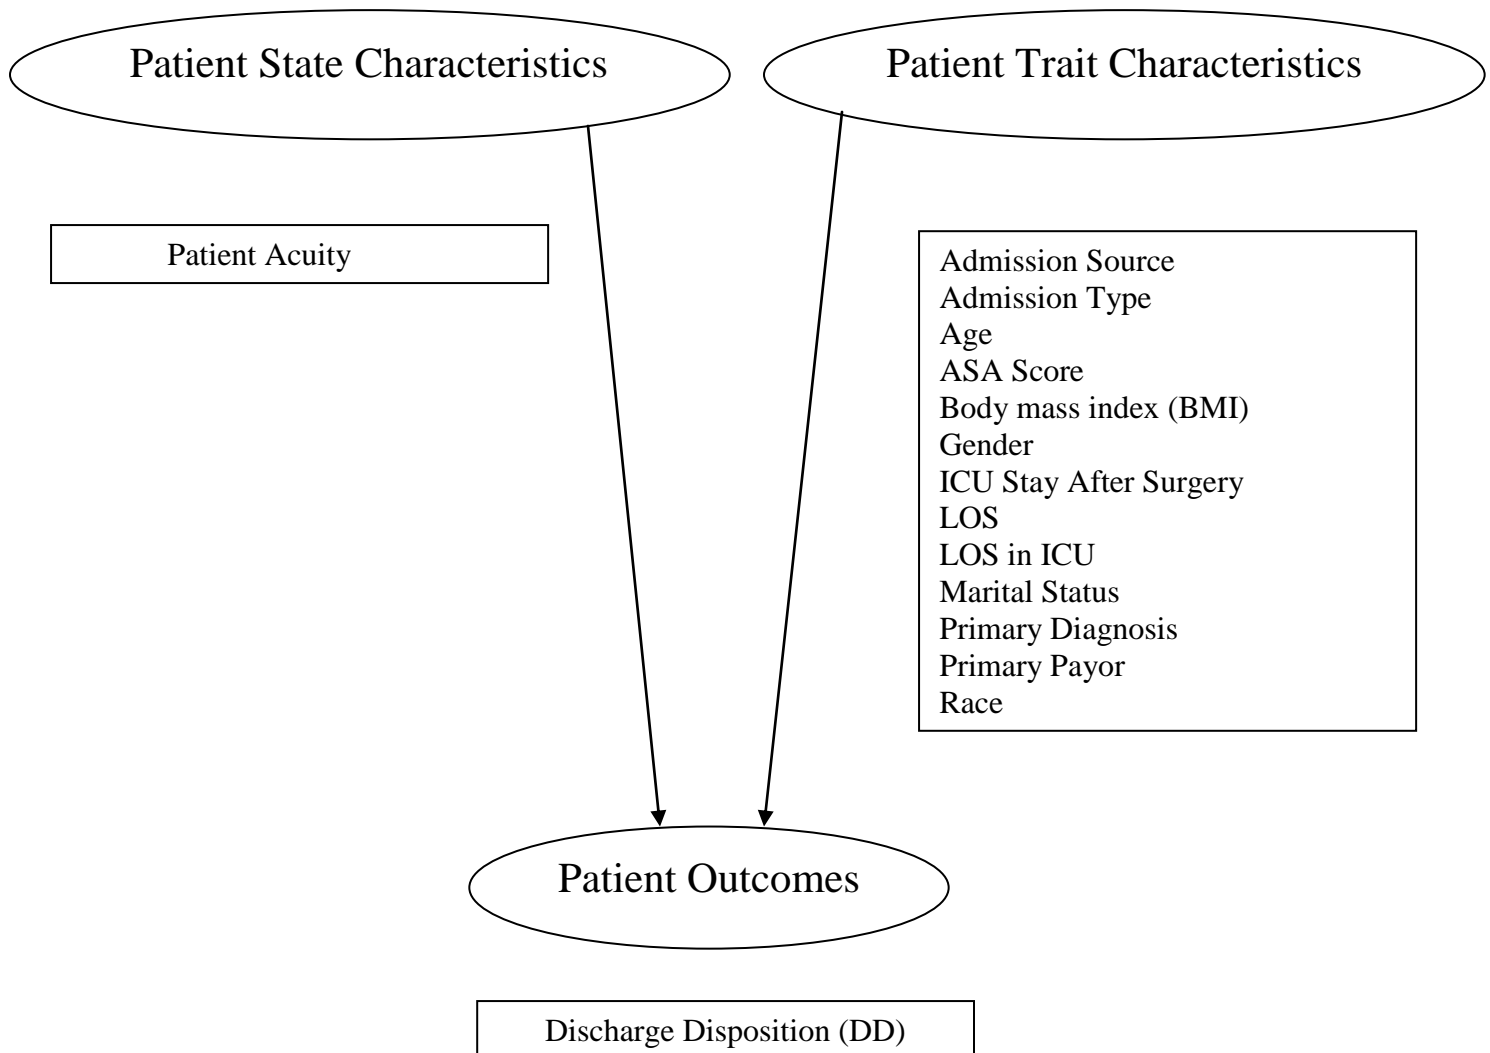 Patient State Characteristics
Patient Trait Characteristics
Patient Acuity
Admission Source
Admission Type
Age
ASA Score
Body mass index (BMI)
Gender
ICU Stay After Surgery
LOS
LOS in ICU
Marital Status
Primary Diagnosis
Primary Payor
Race
Patient Outcomes
Discharge Disposition (DD)